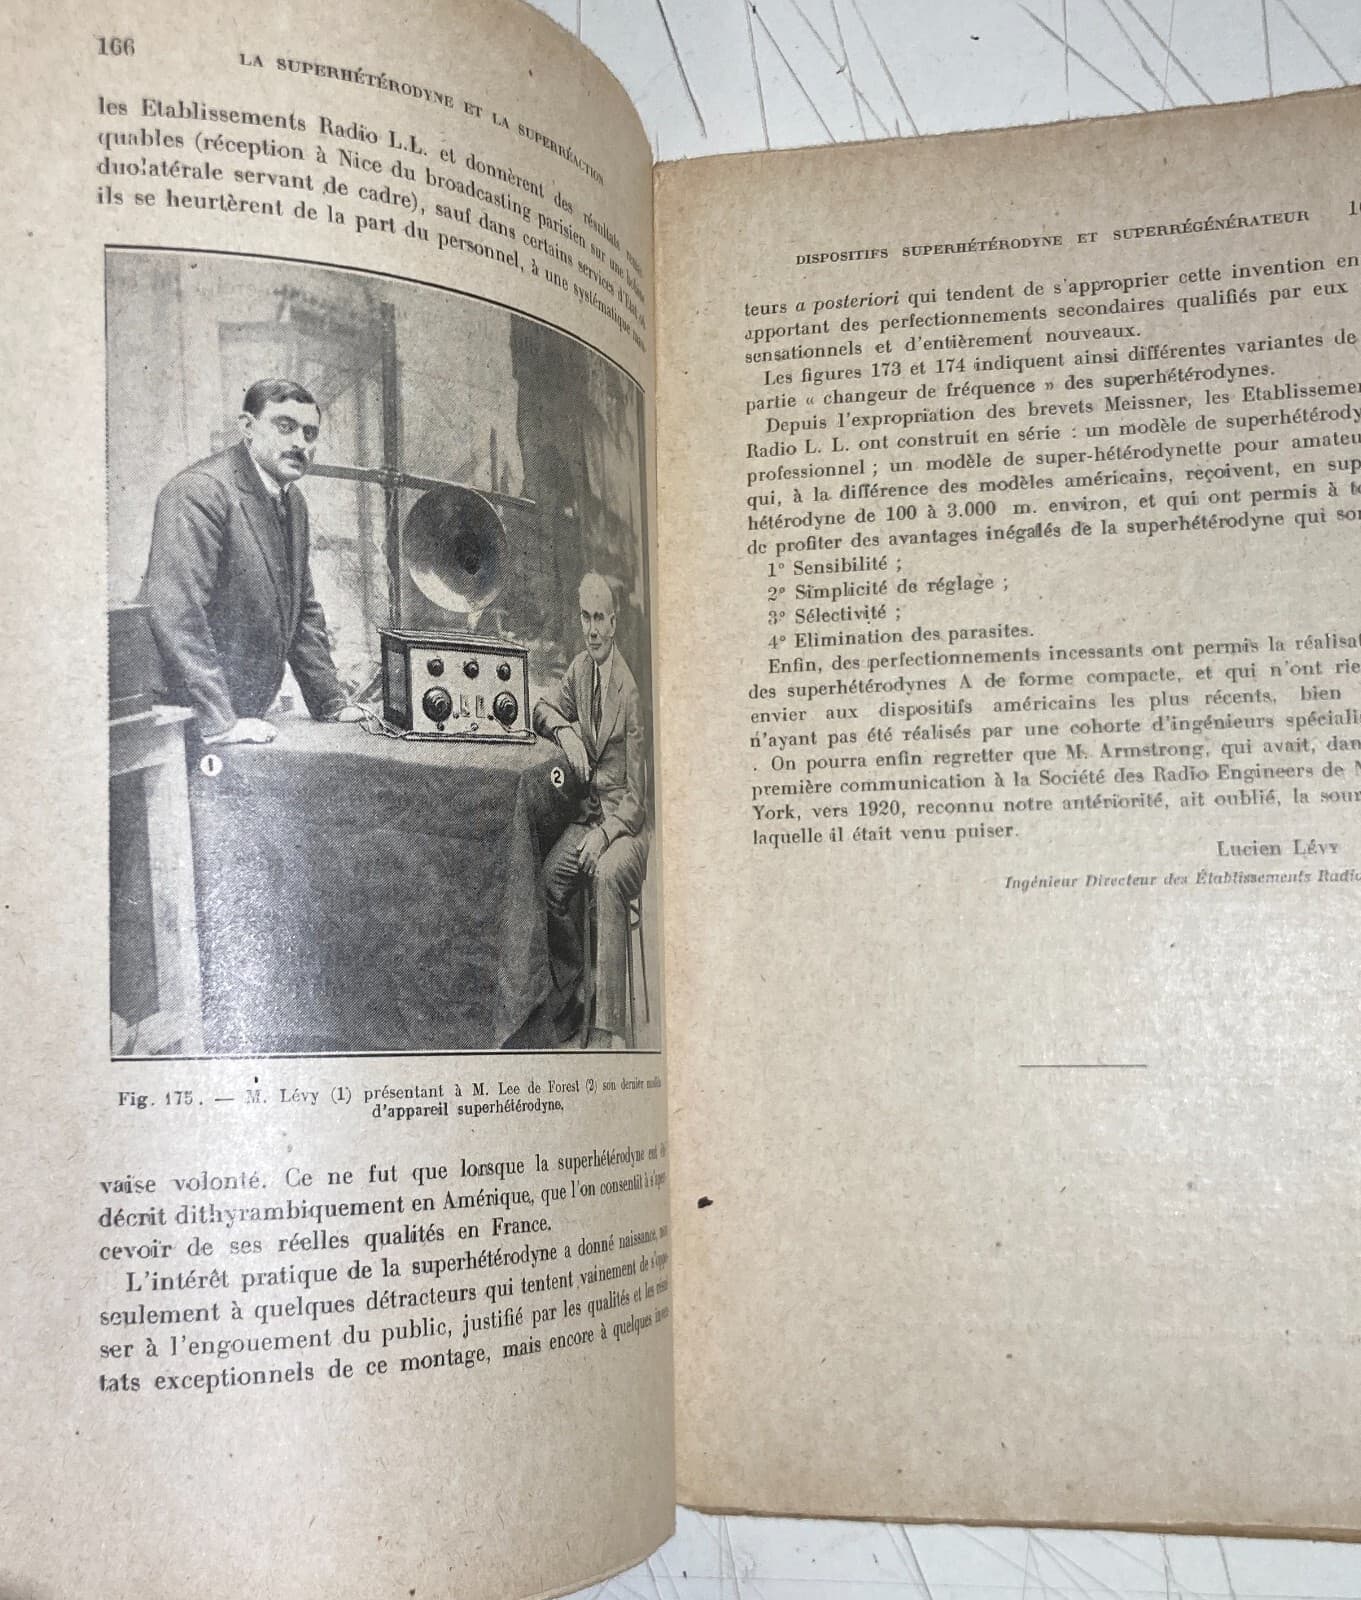 166
LA SUPERHÉTÉRODYNE ET LA SUPERRÉACTION
les Etablissements Radio L.L. et donnèrent des résultats
quables (réception à Nice du broadcasting parisien sur une
duolatérale servant de cadre), sauf dans certains services d'Etat où
ils se heurtèrent de la part du personnel, à une systématique
1
2
Fig. 175. — M. Lévy (1) présentant à M. Lee de Forest (2) son dernier modèle
d'appareil superhétérodyne.
vaise volonté. Ce ne fut que lorsque la superhétérodyne eut
décrit dithyrambiquement en Amérique, que l'on consentit à s'aper-
cevoir de ses réelles qualités en France.
L'intérêt pratique de la superhétérodyne a donné naissance, non
seulement à quelques détracteurs qui tentent vainement de s'oppo-
ser à l'engouement du public, justifié par les qualités et les résul-
tats exceptionnels de ce montage, mais encore à quelques inven-
DISPOSITIFS SUPERHÉTÉRODYNE ET SUPERRÉGÉNÉRATEUR
teurs a posteriori qui tendent de s'approprier cette invention en
apportant des perfectionnements secondaires qualifiés par eux
sensationnels et d'entièrement nouveaux.
Les figures 173 et 174 indiquent ainsi différentes variantes de
partie « changeur de fréquence » des superhétérodynes.
Depuis l'expropriation des brevets Meissner, les Etablissemen
Radio L. L. ont construit en série : un modèle de superhétérody
professionnel ; un modèle de super-hétérodynette pour amateu
qui, à la différence des modèles américains, reçoivent, en sup
hétérodyne de 100 à 3.000 m. environ, et qui ont permis à to
de profiter des avantages inégalés de la superhétérodyne qui son
1° Sensibilité ;
2° Simplicité de réglage ;
3° Sélectivité ;
4° Elimination des parasites.
Enfin, des perfectionnements incessants ont permis la réalisat
des superhétérodynes A de forme compacte, et qui n'ont rie
envier aux dispositifs américains les plus récents, bien
n'ayant pas été réalisés par une cohorte d'ingénieurs spéciali
. On pourra enfin regretter que M. Armstrong, qui avait, dan
première communication à la Société des Radio Engineers de N
York, vers 1920, reconnu notre antériorité, ait oublié, la sour
laquelle il était venu puiser.
Lucien Lévy
Ingénieur Directeur des Établissements Radio